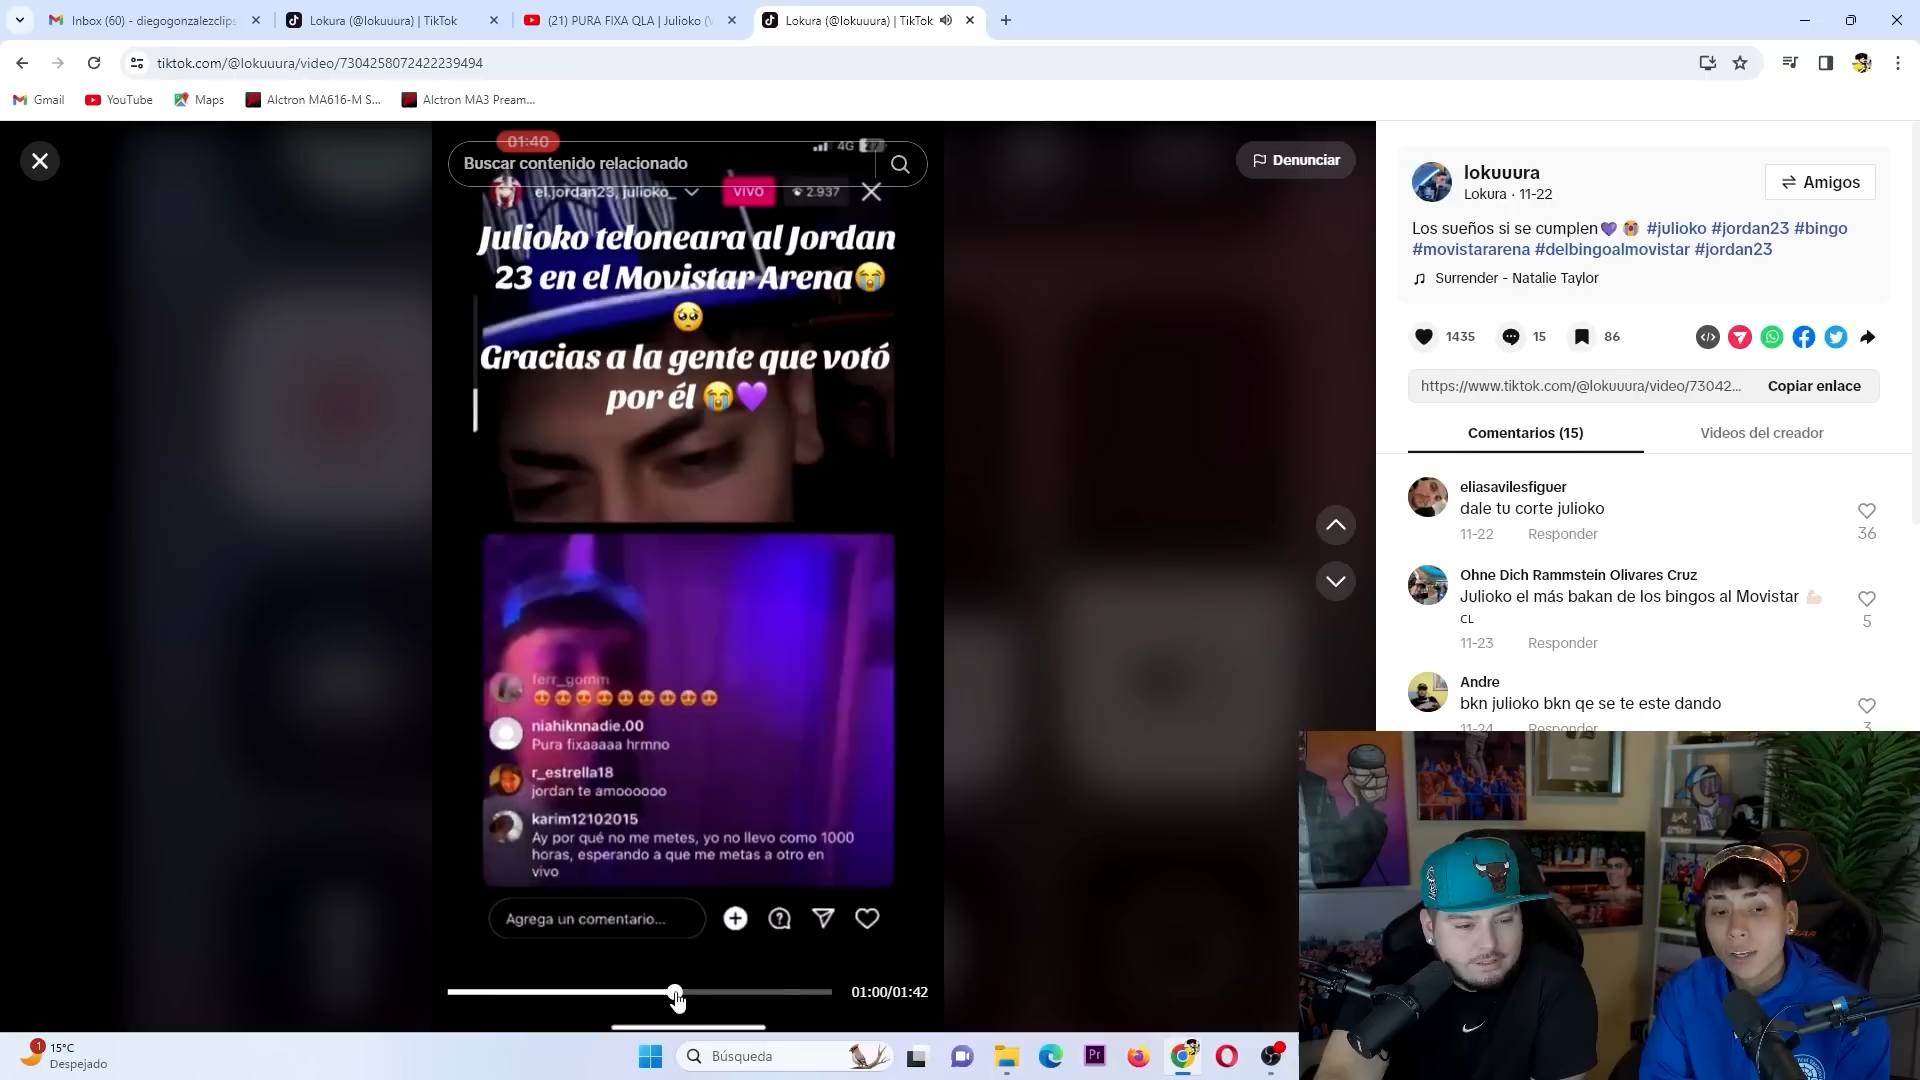 Inbox (60) - diegogonzalezclips
Lokura (@lokuuura) | TikTok
(21) PURA FIXA QLA | Julioko (
Lokura (@lokuuura) | TikTok
tiktok.com/@lokuuura/video/7304258072422239494
Gmail
YouTube
Maps
Alctron MA616-M S...
Alctron MA3 Pream...
01:40
4G
Buscar contenido relacionado
Denunciar
el.jordan23, julioko_
VIVO
2.937
Julioko teloneara al Jordan
23 en el Movistar Arena😭
🥺
Gracias a la gente que votó
por él 😭💜
ferr_gomm
😍😍😍😍😍😍😍😍😍
niahiknnadie.00
Pura fixaaaaa hrmno
r_estrella18
jordan te amoooooo
karim12102015
Ay por qué no me metes, yo no llevo como 1000
horas, esperando a que me metas a otro en
vivo
Agrega un comentario...
01:00/01:42
lokuuura
Lokura · 11-22
Amigos
Los sueños si se cumplen💜 😭 #julioko #jordan23 #bingo
#movistararena #delbingoalmovistar #jordan23
Surrender - Natalie Taylor
1435
15
86
https://www.tiktok.com/@lokuuura/video/73042...
Copiar enlace
Comentarios (15)
Videos del creador
eliasavilesfiguer
dale tu corte julioko
11-22
Responder
36
Ohne Dich Rammstein Olivares Cruz
Julioko el más bakan de los bingos al Movistar 💪🏻
CL
11-23
Responder
5
Andre
bkn julioko bkn qe se te este dando
11-24
Responder
3
1
15°C
Despejado
Búsqueda
Pr